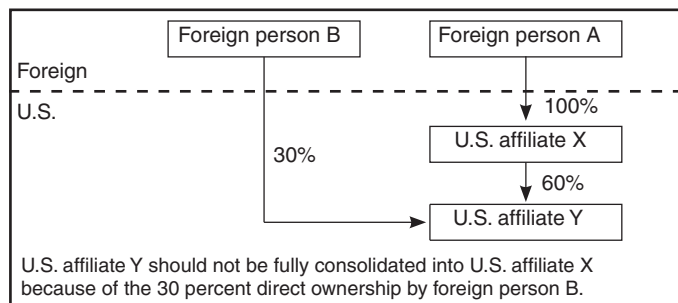 Foreign person B
Foreign person A
Foreign
U.S.
100%
U.S. affiliate X
30%
60%
U.S. affiliate Y
U.S. affiliate Y should not be fully consolidated into U.S. affiliate X
because of the 30 percent direct ownership by foreign person B.